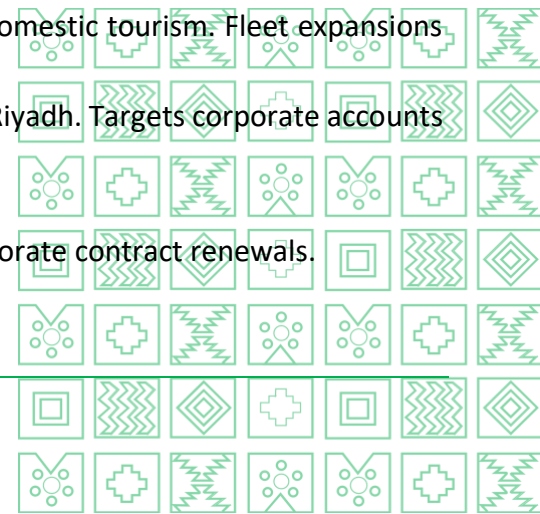 omestic tourism. Fleet expansions
Riyadh. Targets corporate accounts
orate contract renewals.